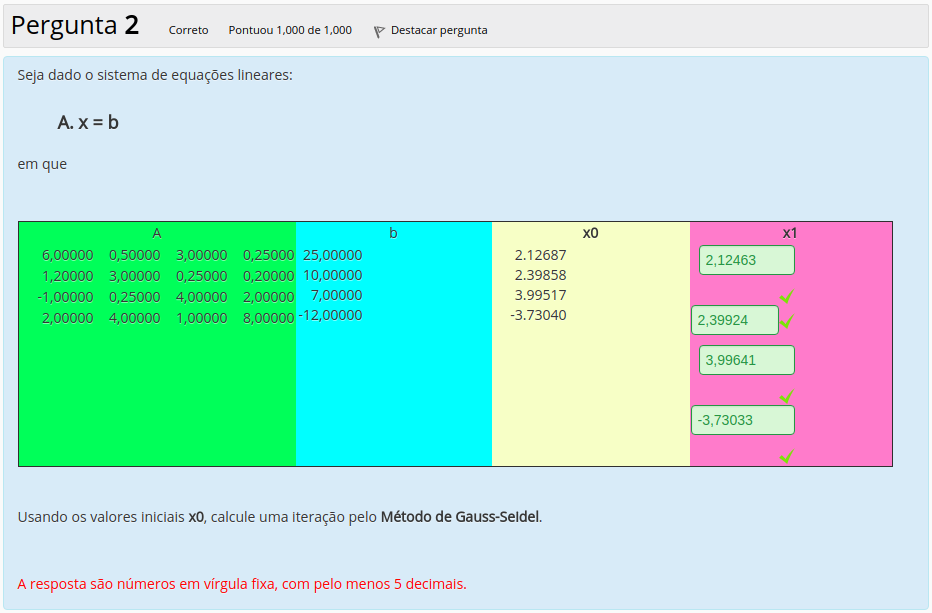 Pergunta 2 Correto Pontuou 1,000 de 1,000 Destacar pergunta
Seja dado o sistema de equações lineares:
A. x = b
em que
A b x0 x1
6,00000 0,50000 3,00000 0,25000 25,00000 2.12687 2,12463
1,20000 3,00000 0,25000 0,20000 10,00000 2.39858 2,39924
-1,00000 0,25000 4,00000 2,00000 7,00000 3.99517 3,99641
2,00000 4,00000 1,00000 8,00000 -12,00000 -3.73040 -3,73033
Usando os valores iniciais x0, calcule uma iteração pelo Método de Gauss-Seidel.
A resposta são números em vírgula fixa, com pelo menos 5 decimais.